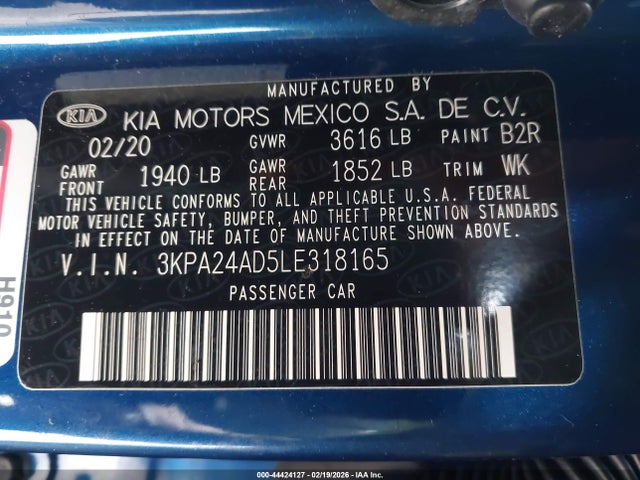 MANUFACTURED BY
KIA KIA MOTORS MEXICO S.A. DE C.V.
02/20 GVWR 3616 LB PAINT B2R
GAWR FRONT 1940 LB GAWR REAR 1852 LB TRIM WK
THIS VEHICLE CONFORMS TO ALL APPLICABLE U.S.A. FEDERAL
MOTOR VEHICLE SAFETY, BUMPER, AND THEFT PREVENTION STANDARDS
IN EFFECT ON THE DATE OF MANUFACTURE SHOWN ABOVE.
V.I.N. 3KPA24AD5LE318165
PASSENGER CAR
H910
000-44424127 - 02/19/2026 - IAA Inc.